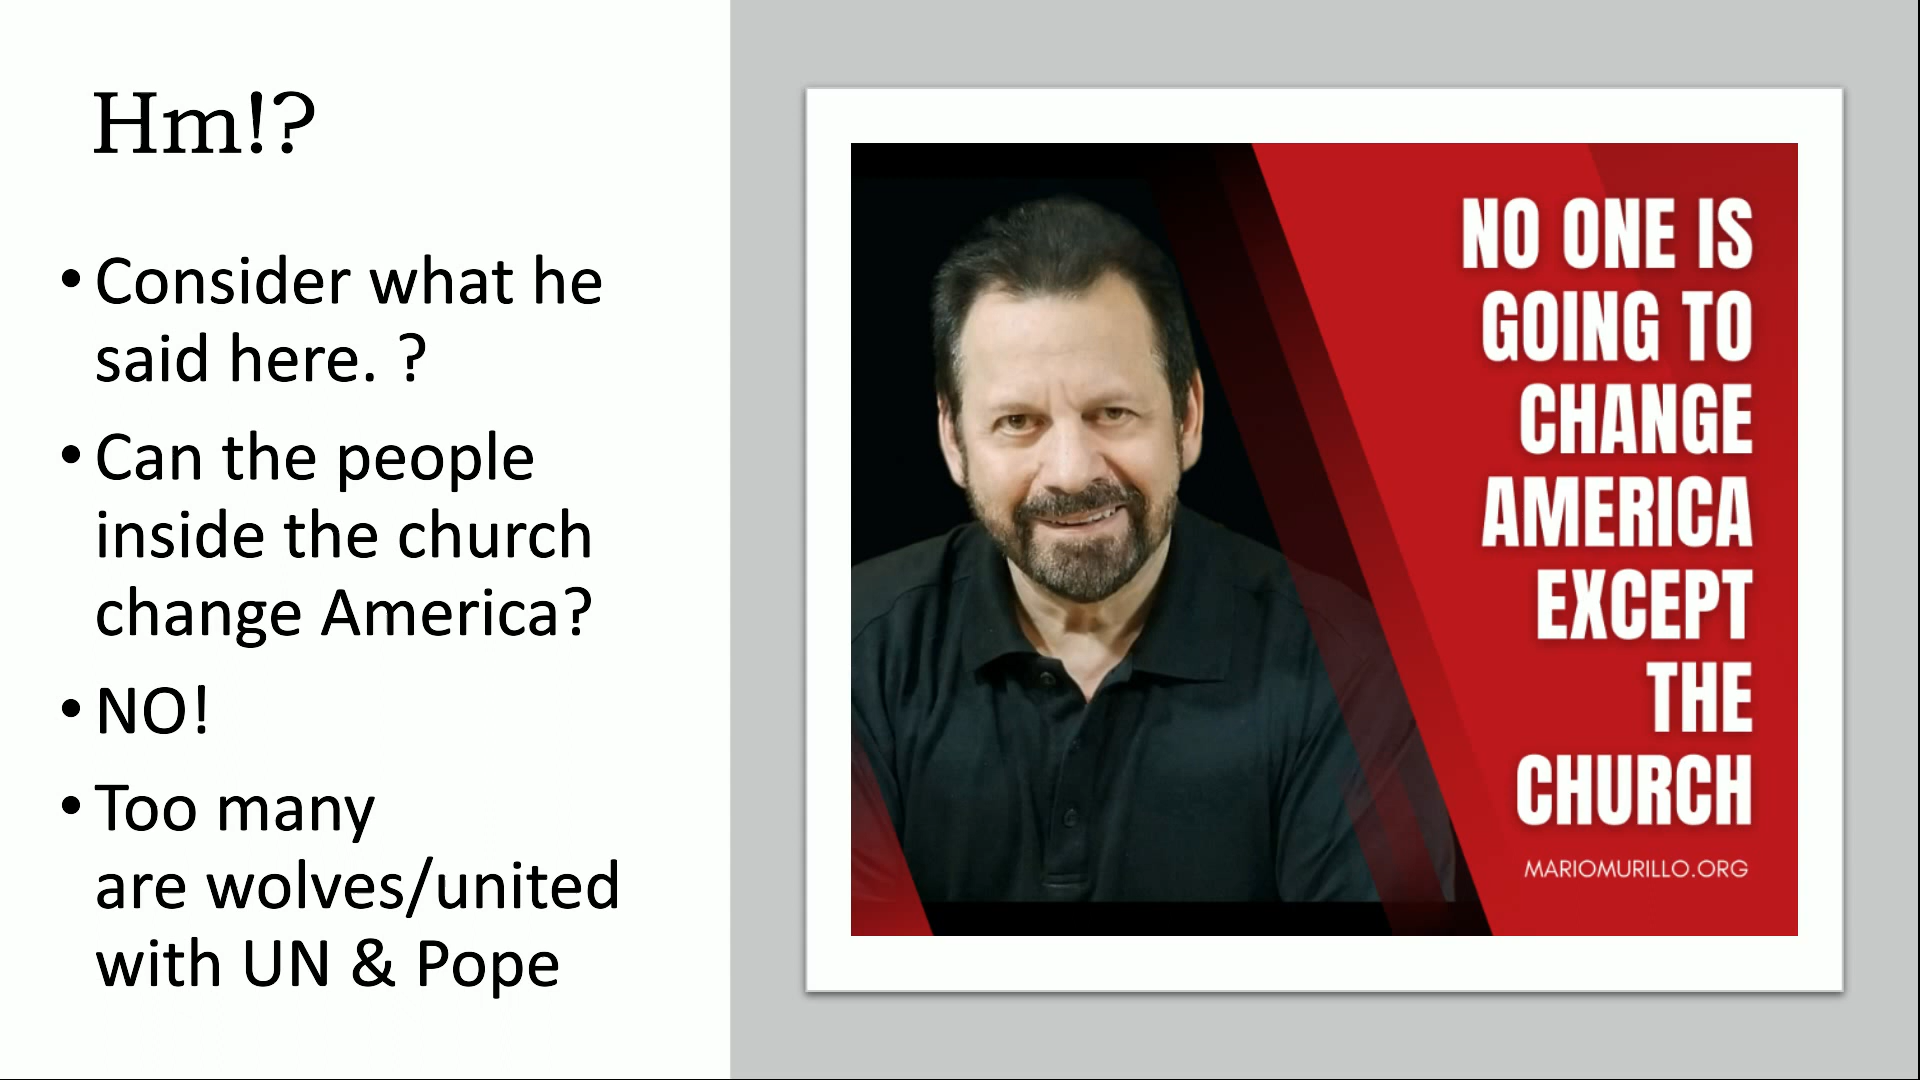 Hm!?
• Consider what he
said here. ?
• Can the people
inside the church
change America?
• NO!
• Too many
are wolves/united
with UN & Pope
NO ONE IS
GOING TO
CHANGE
AMERICA
EXCEPT
THE
CHURCH
MARIOMURILLO.ORG